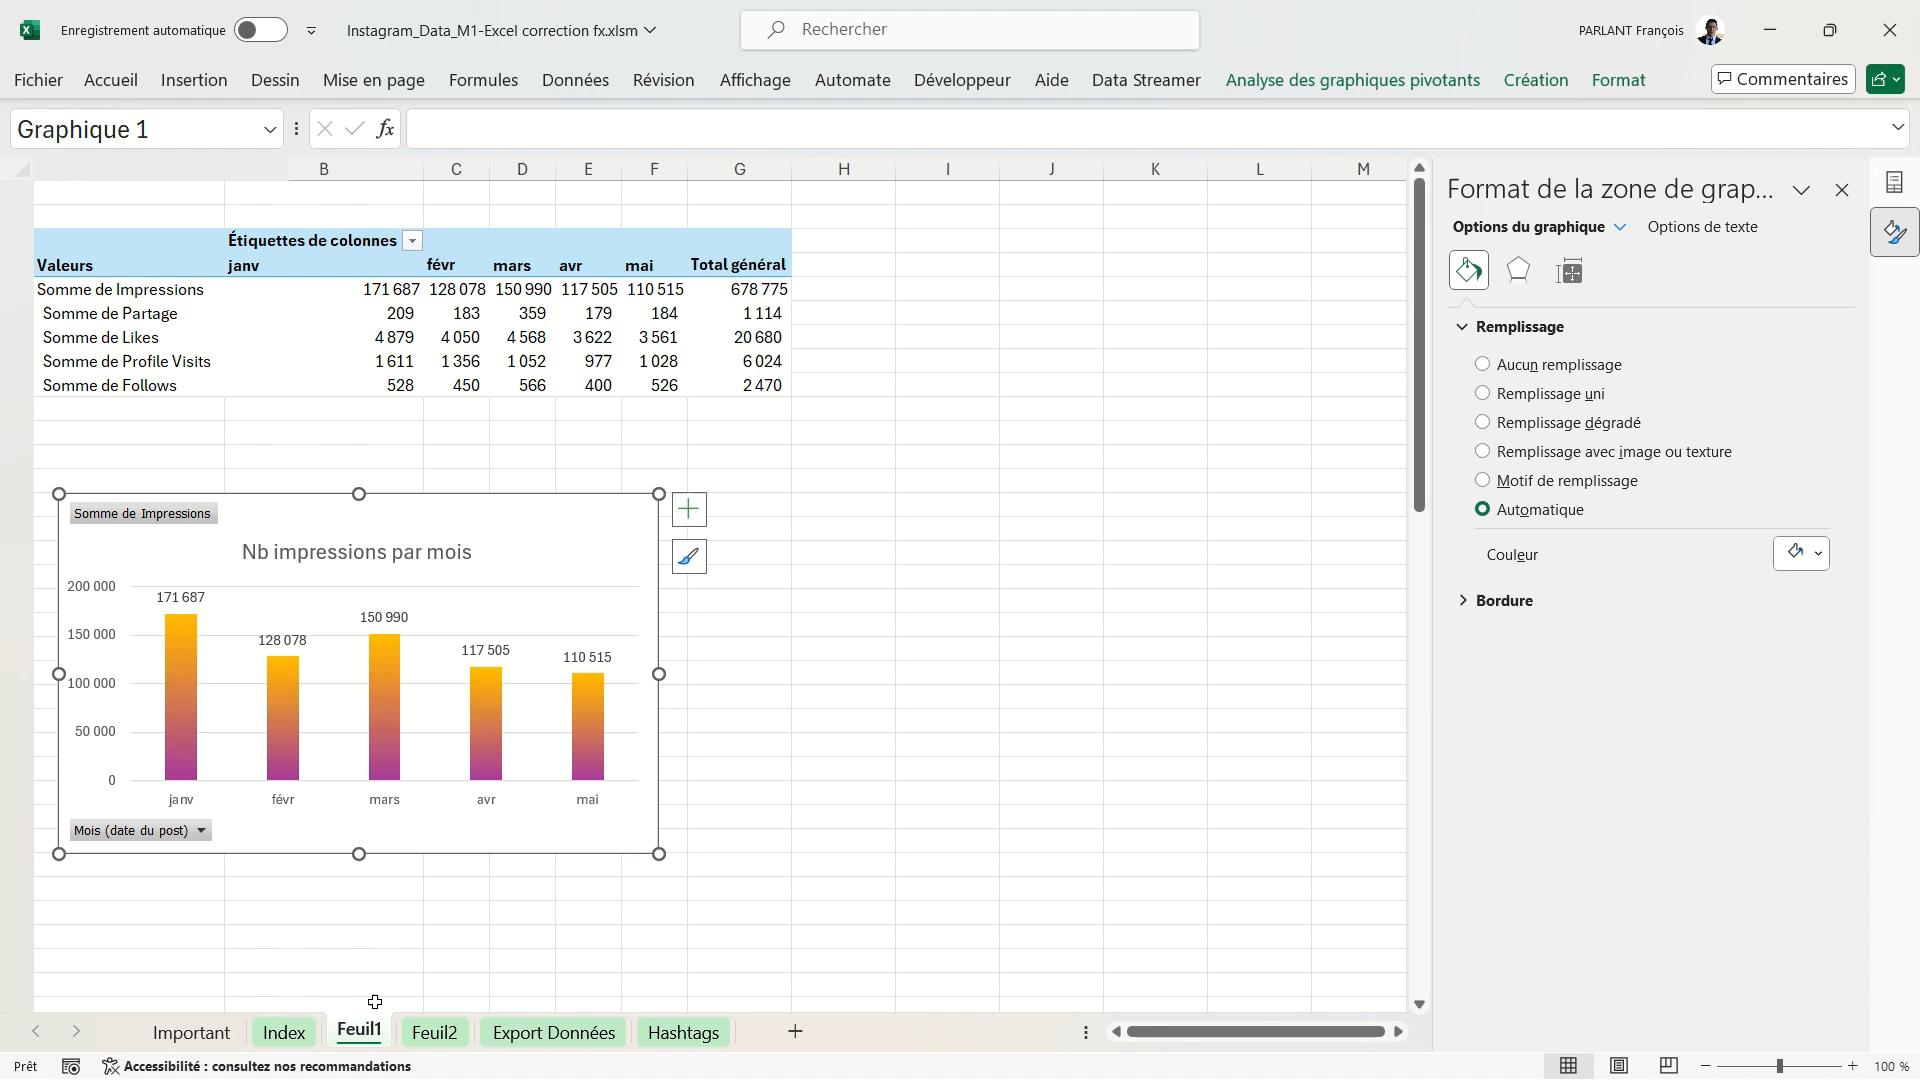 Enregistrement automatique
Instagram_Data_M1-Excel correction fx.xlsm
Rechercher
PARLANT François
Fichier Accueil Insertion Dessin Mise en page Formules Données Révision Affichage Automate Développeur Aide Data Streamer Analyse des graphiques pivotants Création Format
Commentaires
Graphique 1
fx
B C D E F G H I J K L M
Étiquettes de colonnes
Valeurs janv févr mars avr mai Total général
Somme de Impressions 171 687 128 078 150 990 117 505 110 515 678 775
Somme de Partage 209 183 359 179 184 1 114
Somme de Likes 4 879 4 050 4 568 3 622 3 561 20 680
Somme de Profile Visits 1 611 1 356 1 052 977 1 028 6 024
Somme de Follows 528 450 566 400 526 2 470
Somme de Impressions
Nb impressions par mois
200 000
150 000
100 000
50 000
0
171 687
128 078
150 990
117 505
110 515
janv févr mars avr mai
Mois (date du post)
Format de la zone de grap...
Options du graphique Options de texte
Remplissage
Aucun remplissage
Remplissage uni
Remplissage dégradé
Remplissage avec image ou texture
Motif de remplissage
Automatique
Couleur
Bordure
Important Index Feuil1 Feuil2 Export Données Hashtags
Prêt
Accessibilité : consultez nos recommandations
100 %